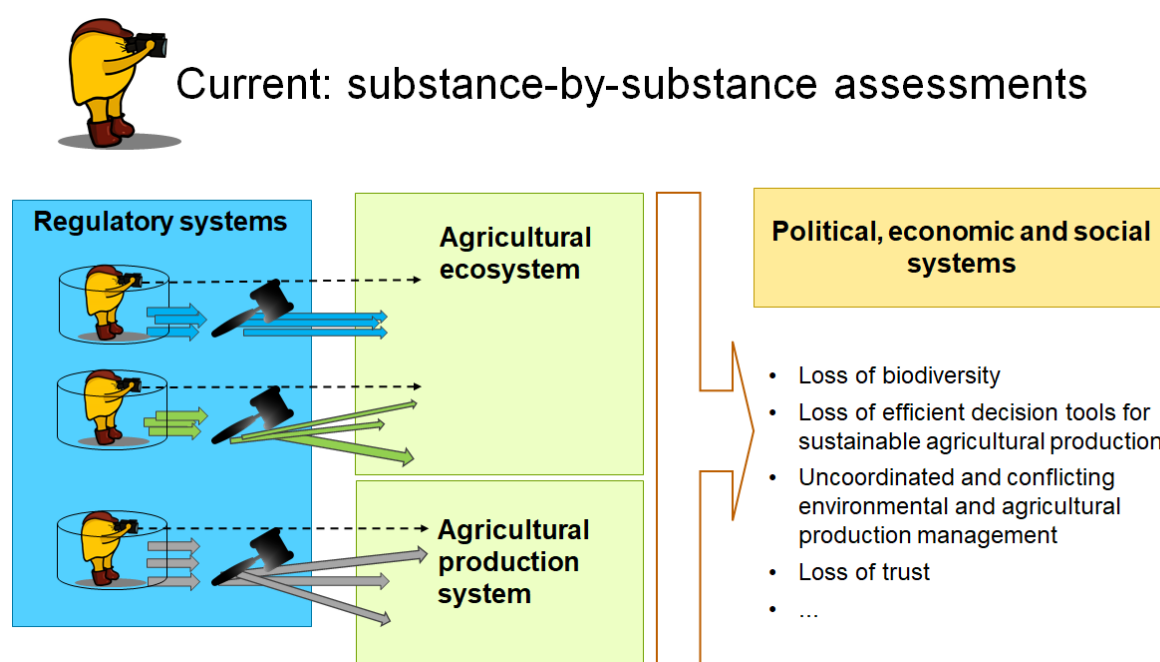 Current: substance-by-substance assessments
Regulatory systems
Agricultural
ecosystem
Agricultural
production
system
Political, economic and social
systems
• Loss of biodiversity
• Loss of efficient decision tools for
sustainable agricultural production
• Uncoordinated and conflicting
environmental and agricultural
production management
• Loss of trust
• ...